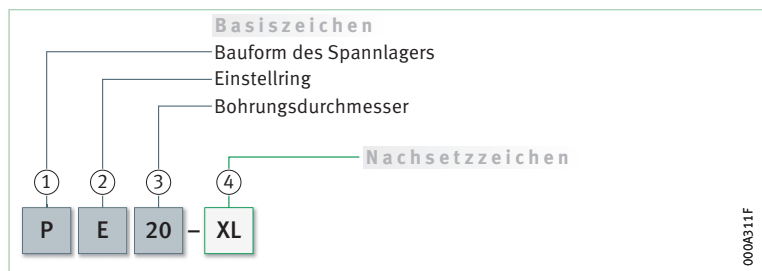 Basiszeichen
Bauform des Spannlagers
Einstellring
Bohrungsdurchmesser
Nachsetzzeichen
1 2 3 4
P E 20 – XL
000A311F